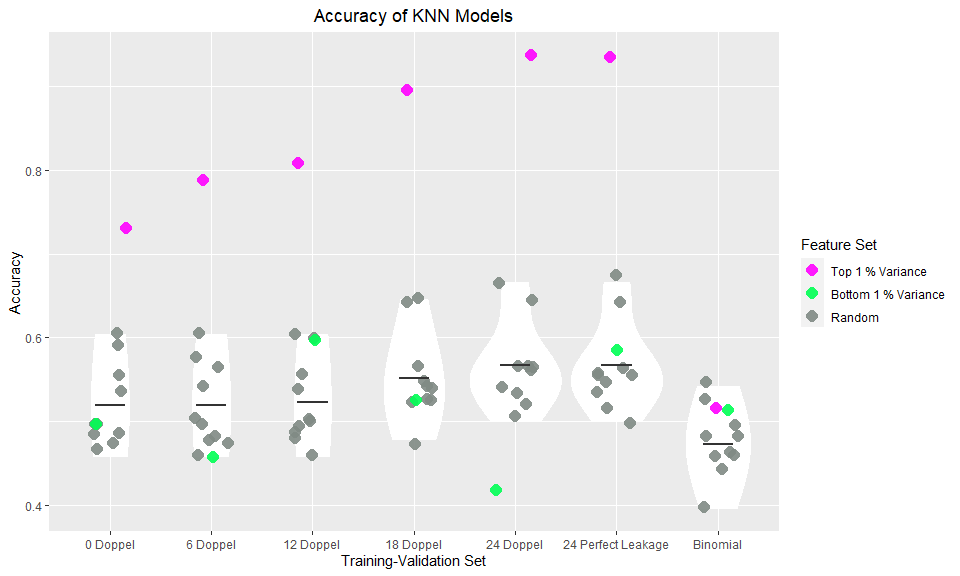 Accuracy of KNN Models
Accuracy
0.8
0.6
0.4
0 Doppel
6 Doppel
12 Doppel
18 Doppel
24 Doppel
24 Perfect Leakage
Binomial
Training-Validation Set
Feature Set
Top 1 % Variance
Bottom 1 % Variance
Random